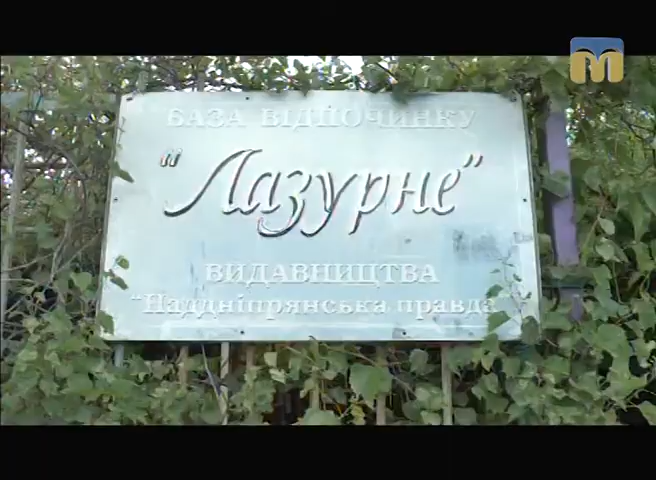 БАЗА ВІДПОЧИНКУ
"Лазурне"
ВИДАВНИЦТВА
"Наддніпрянська правда"